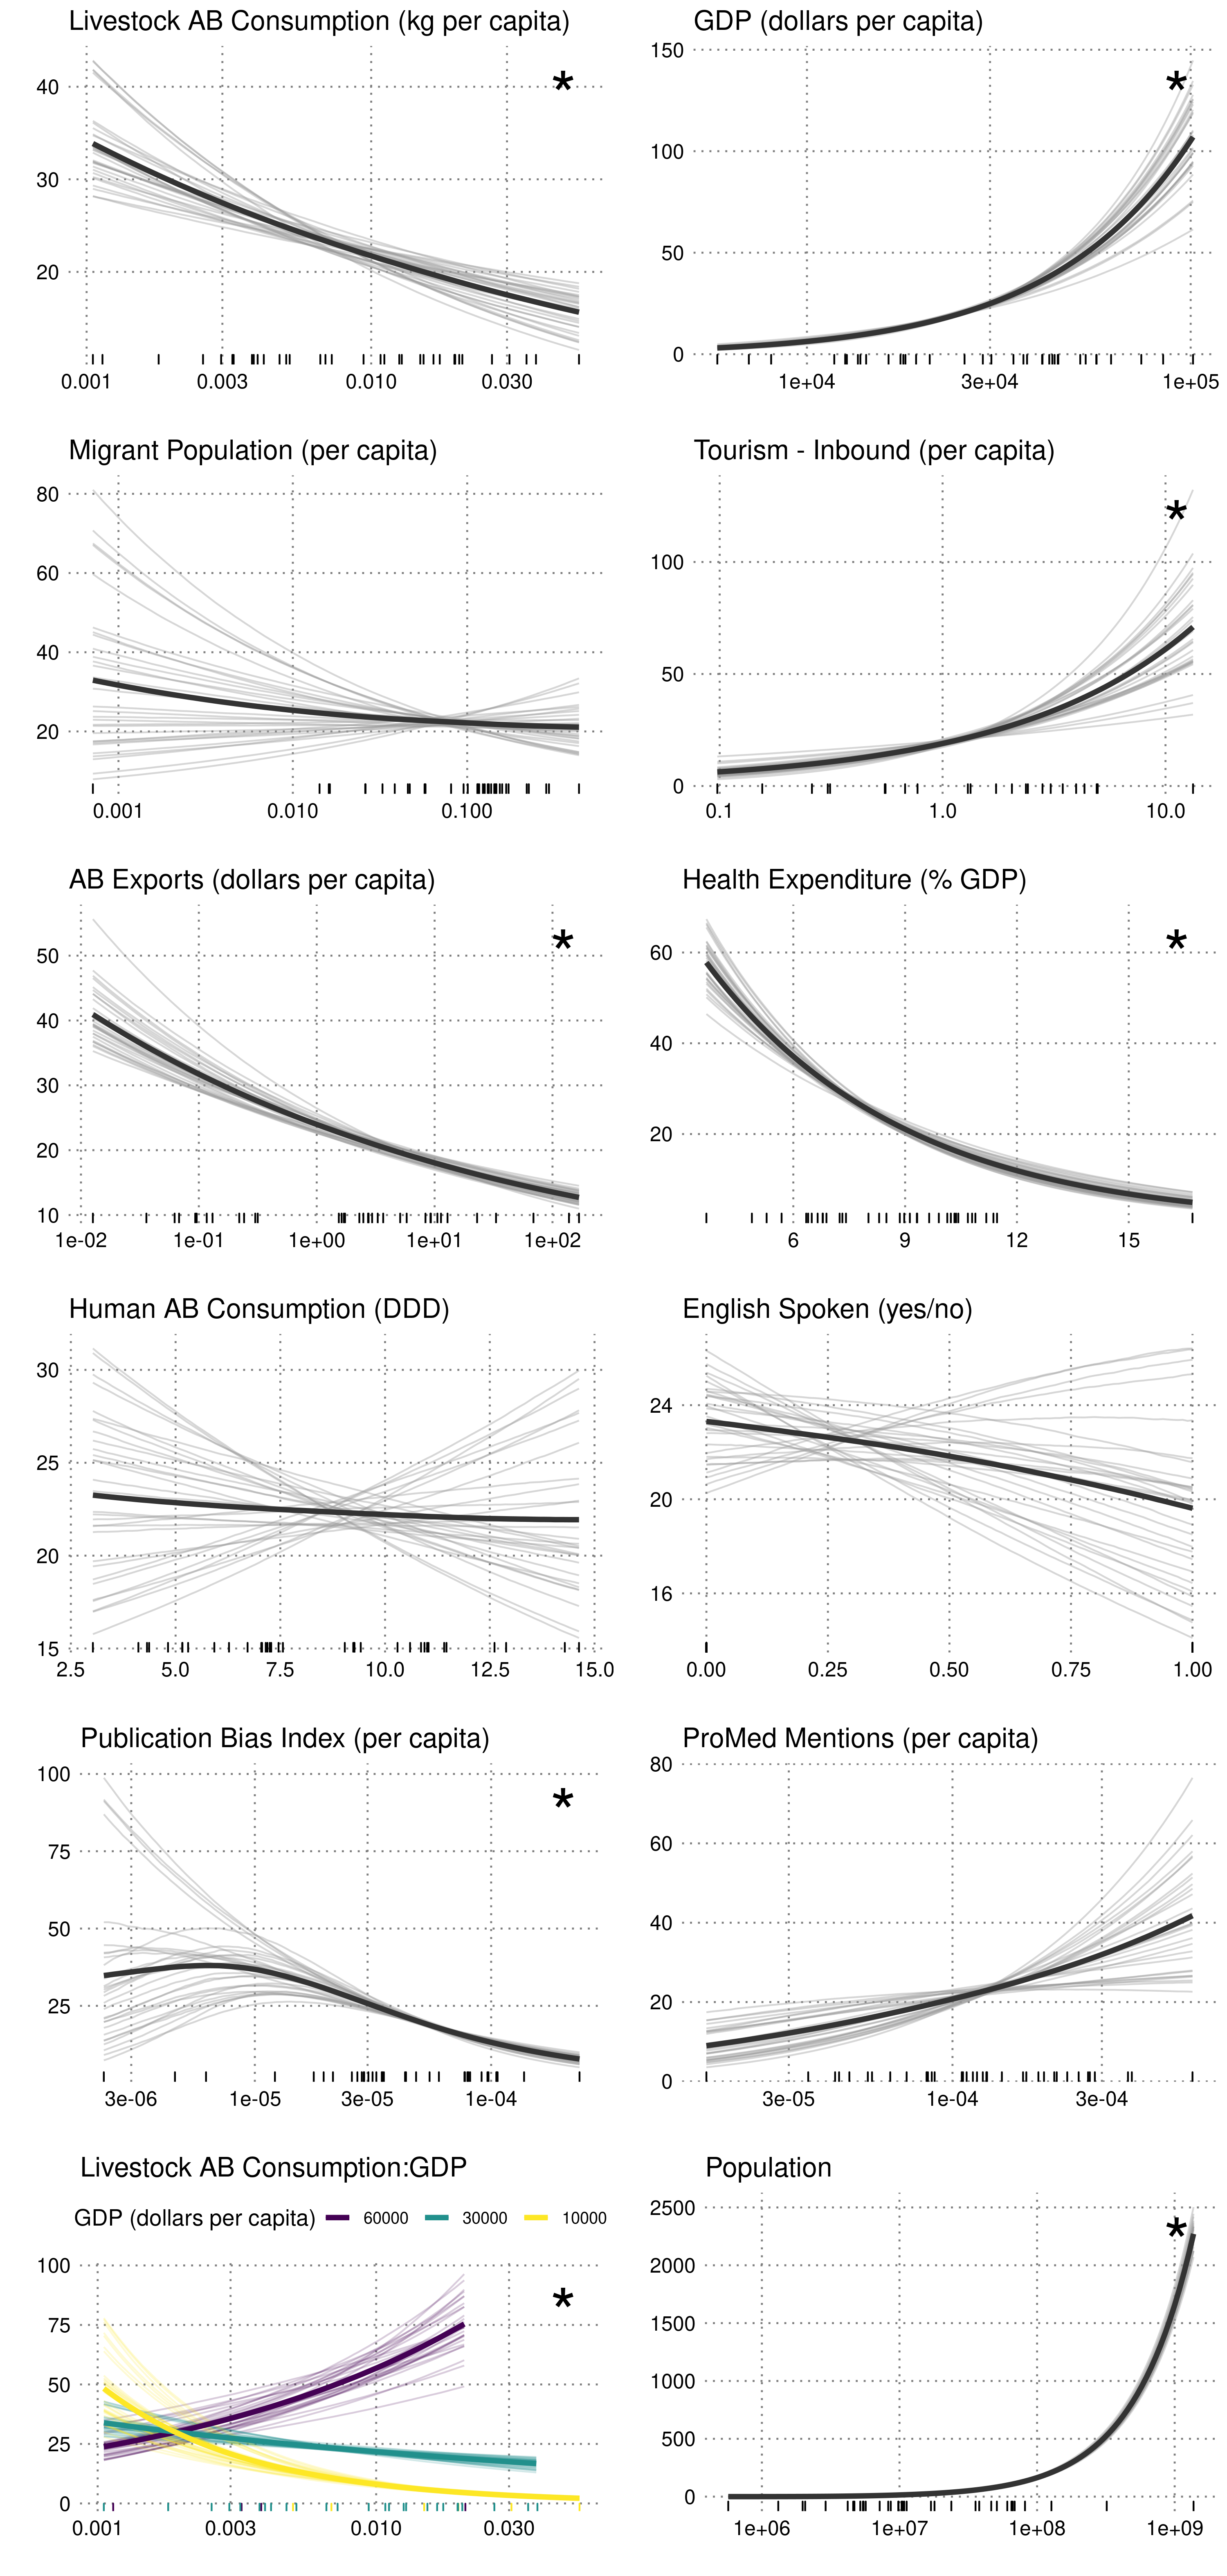 Livestock AB Consumption (kg per capita)
40
30
20
*
0.001 0.003 0.010 0.030
GDP (dollars per capita)
150
100
50
0
*
1e+04 3e+04 1e+05
Migrant Population (per capita)
80
60
40
20
0.001 0.010 0.100
Tourism - Inbound (per capita)
100
50
0
*
0.1 1.0 10.0
AB Exports (dollars per capita)
50
40
30
20
10
*
1e-02 1e-01 1e+00 1e+01 1e+02
Health Expenditure (% GDP)
60
40
20
*
6 9 12 15
Human AB Consumption (DDD)
30
25
20
15
2.5 5.0 7.5 10.0 12.5 15.0
English Spoken (yes/no)
24
20
16
0.00 0.25 0.50 0.75 1.00
Publication Bias Index (per capita)
100
75
50
25
*
3e-06 1e-05 3e-05 1e-04
ProMed Mentions (per capita)
80
60
40
20
0
3e-05 1e-04 3e-04
Livestock AB Consumption:GDP
GDP (dollars per capita) 60000 30000 10000
100
75
50
25
0
*
0.001 0.003 0.010 0.030
Population
2500
2000
1500
1000
500
0
*
1e+06 1e+07 1e+08 1e+09